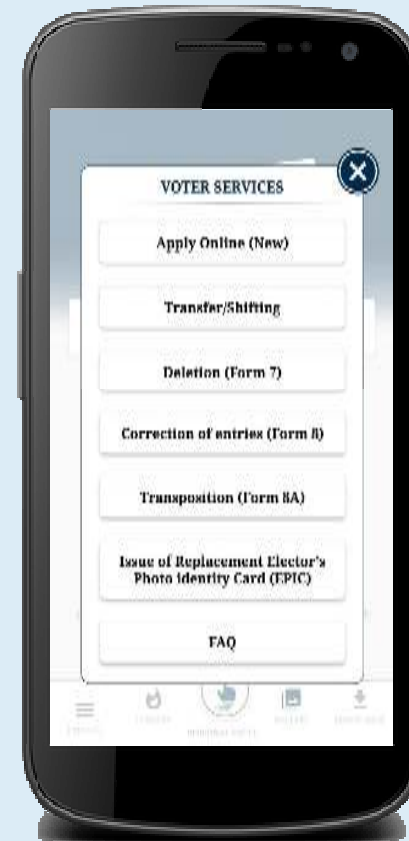 VOTER SERVICES
Apply Online (New)
Transfer/Shifting
Deletion (Form 7)
Correction of entries (Form 8)
Transposition (Form 8A)
Issue of Replacement Elector's
Photo identity Card (EPIC)
FAQ